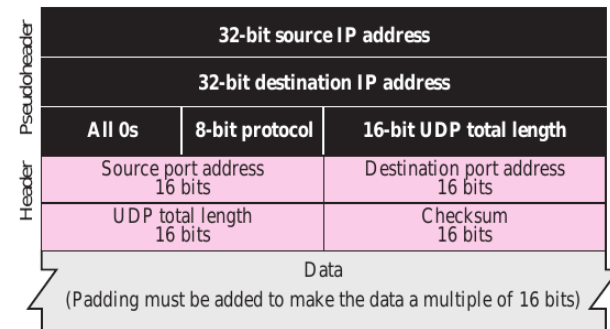 Pseudoheader
32-bit source IP address
32-bit destination IP address
All 0s
8-bit protocol
16-bit UDP total length
Header
Source port address
16 bits
Destination port address
16 bits
UDP total length
16 bits
Checksum
16 bits
Data
(Padding must be added to make the data a multiple of 16 bits)